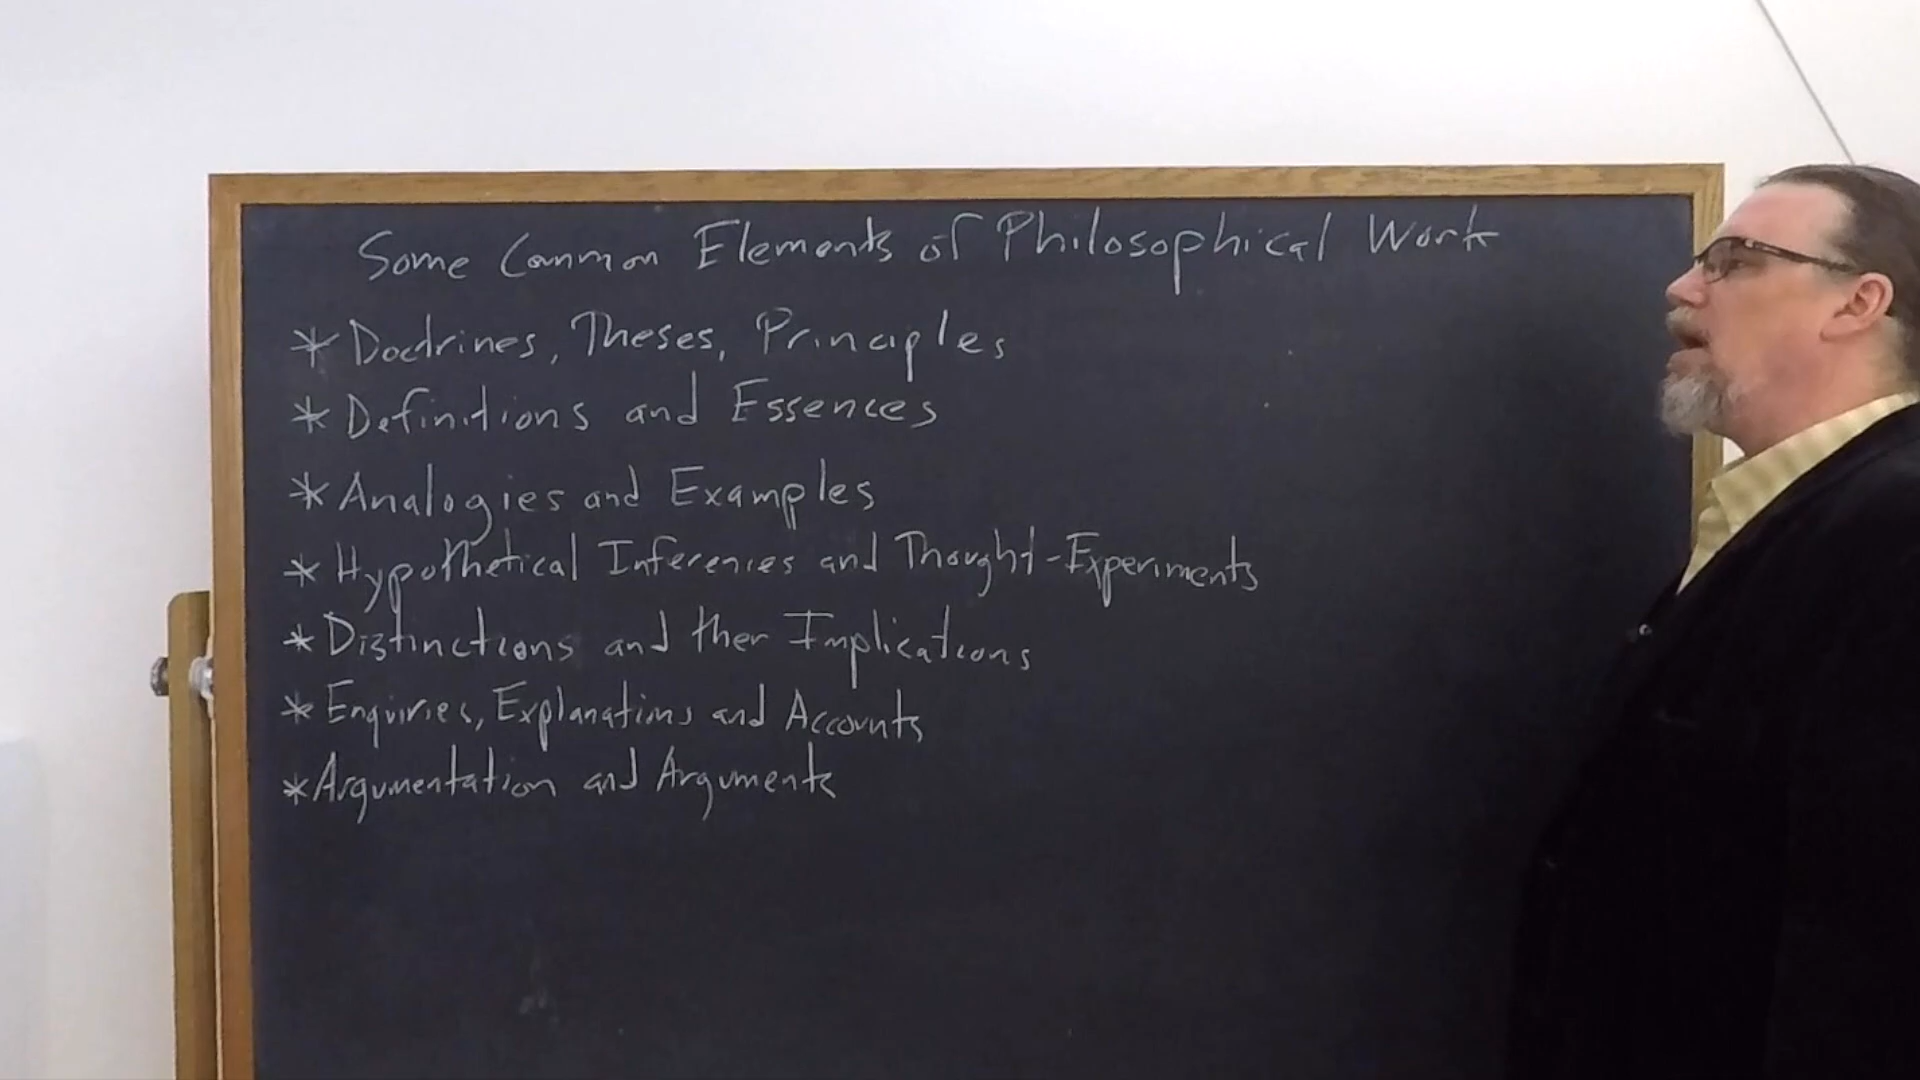 Some Common Elements of Philosophical Work
* Doctrines, Theses, Principles
* Definitions and Essences
* Analogies and Examples
* Hypothetical Inferences and Thought-Experiments
* Distinctions and their Implications
* Enquiries, Explanations and Accounts
* Argumentation and Arguments